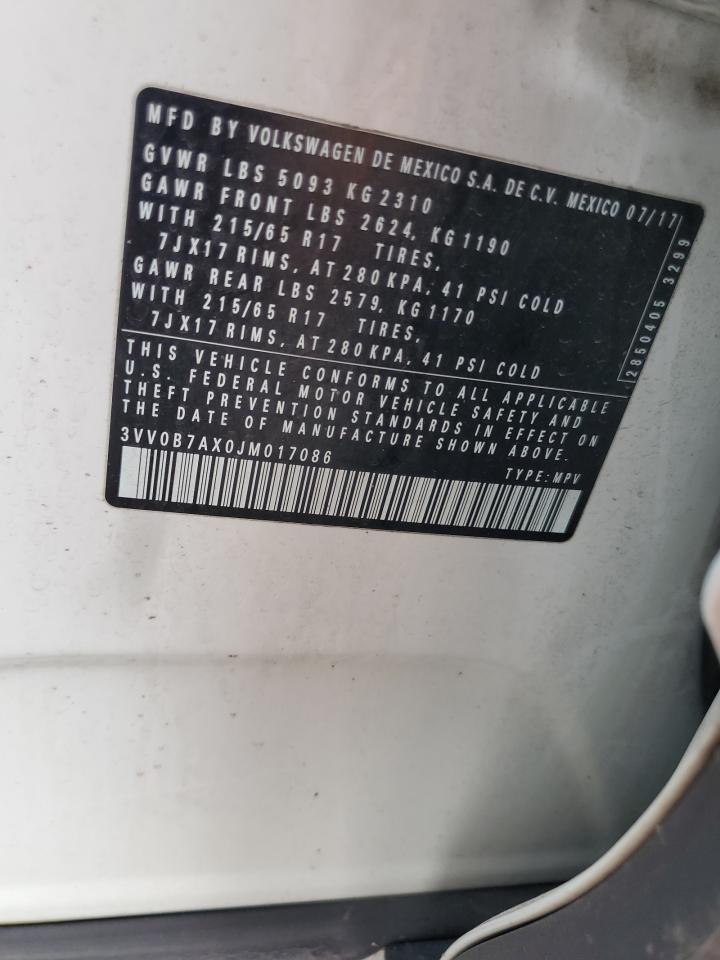 MFD BY VOLKSWAGEN DE MEXICO S.A. DE C.V. MEXICO 07/17
GVWR LBS 5093 KG 2310
GAWR FRONT LBS 2624, KG 1190
WITH 215/65 R17 TIRES,
7JX17 RIMS, AT 280KPA, 41 PSI COLD
GAWR REAR LBS 2579, KG 1170
WITH 215/65 R17 TIRES,
7JX17 RIMS, AT 280KPA, 41 PSI COLD
2850405 3299
THIS VEHICLE CONFORMS TO ALL APPLICABLE
U.S. FEDERAL MOTOR VEHICLE SAFETY AND
THEFT PREVENTION STANDARDS IN EFFECT ON
THE DATE OF MANUFACTURE SHOWN ABOVE.
3VV0B7AX0JM017086
TYPE:MPV